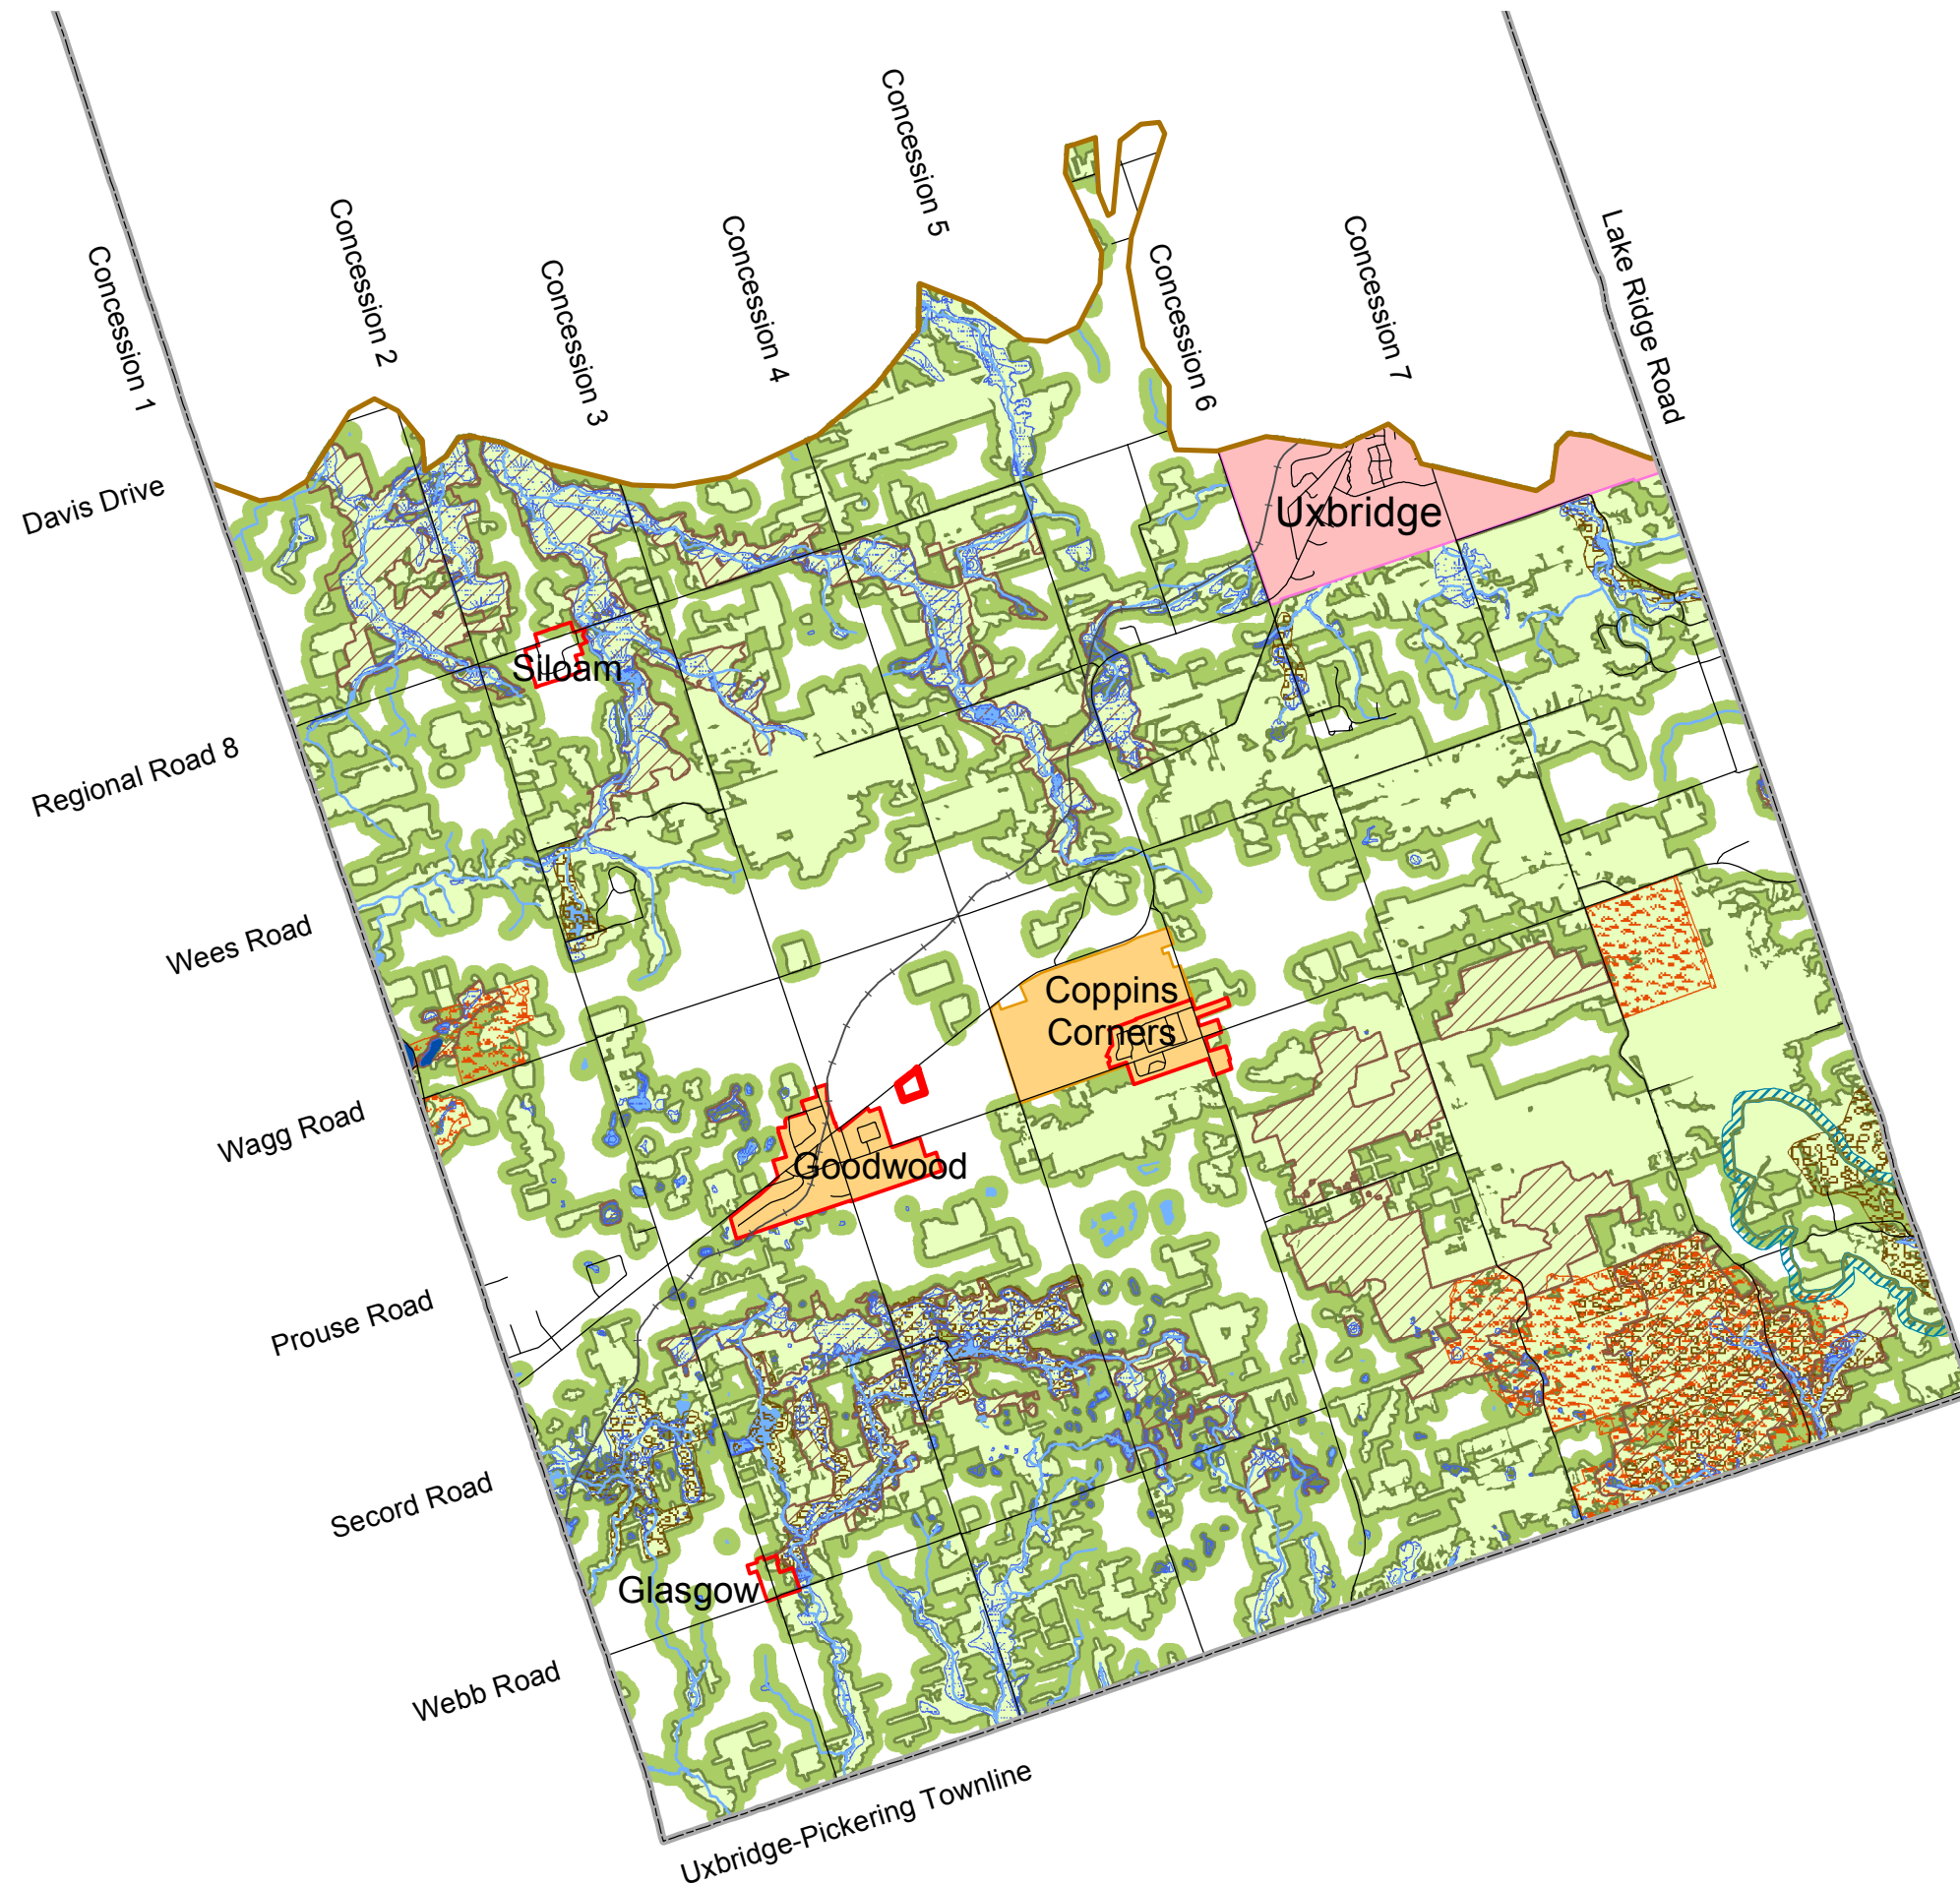 Concession 5
Concession 2
Lake Ridge Road
Concession 4
Concession 7
Concession 1
Concession 6
Concession 3
Davis Drive
Uxbridge
Siloam
Regional Road 8
Wees Road
Coppins
Corners
Wagg Road
Goodwood
Prouse Road
Secord Road
Glasgow
Webb Road
Uxbridge-Pickering Townline